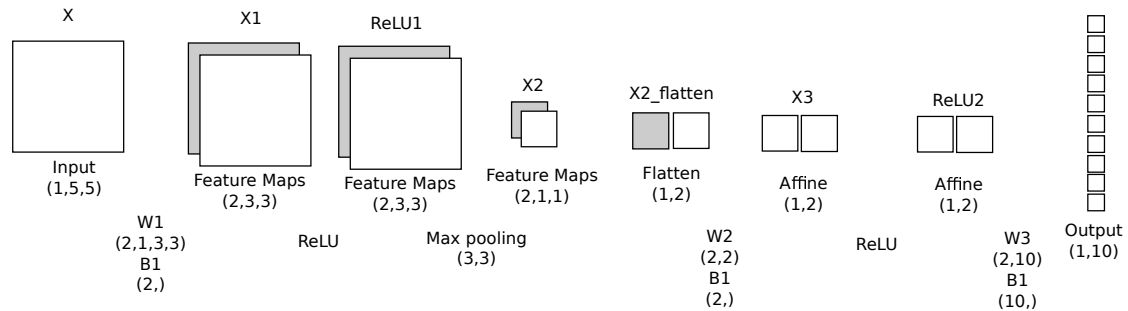 X
Input
(1,5,5)
W1
(2,1,3,3)
B1
(2,)
X1
Feature Maps
(2,3,3)
ReLU
ReLU1
Feature Maps
(2,3,3)
Max pooling
(3,3)
X2
Feature Maps
(2,1,1)
X2_flatten
Flatten
(1,2)
W2
(2,2)
B1
(2,)
X3
Affine
(1,2)
ReLU
ReLU2
Affine
(1,2)
W3
(2,10)
B1
(10,)
Output
(1,10)